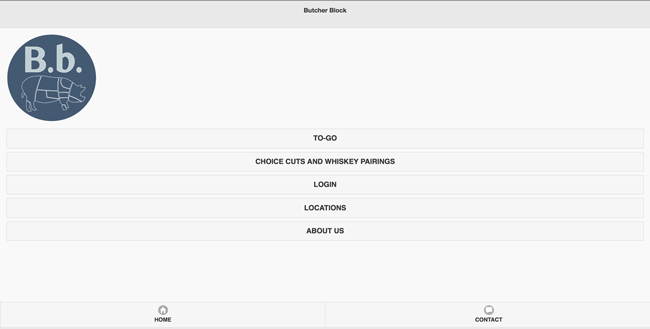 Butcher Block
B.b.
TO-GO
CHOICE CUTS AND WHISKEY PAIRINGS
LOGIN
LOCATIONS
ABOUT US
HOME
CONTACT